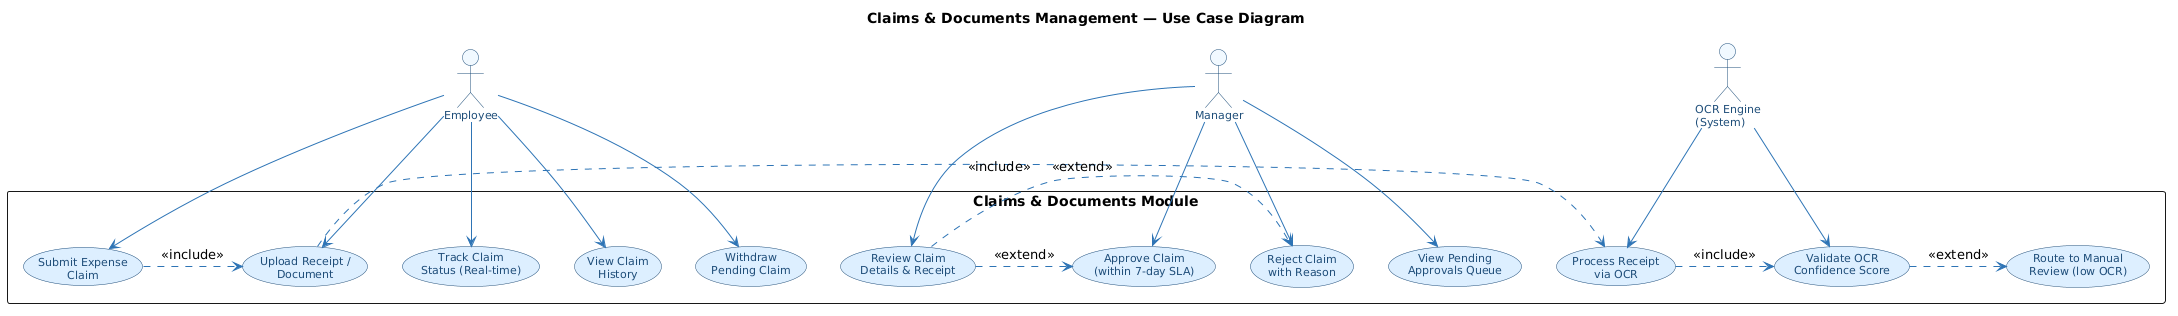 Claims & Documents Management — Use Case Diagram
Employee
Manager
OCR Engine
(System)
«include»
«extend»
Claims & Documents Module
Submit Expense
Claim
«include»
Upload Receipt /
Document
Track Claim
Status (Real-time)
View Claim
History
Withdraw
Pending Claim
Review Claim
Details & Receipt
«extend»
Approve Claim
(within 7-day SLA)
Reject Claim
with Reason
View Pending
Approvals Queue
Process Receipt
via OCR
«include»
Validate OCR
Confidence Score
«extend»
Route to Manual
Review (low OCR)